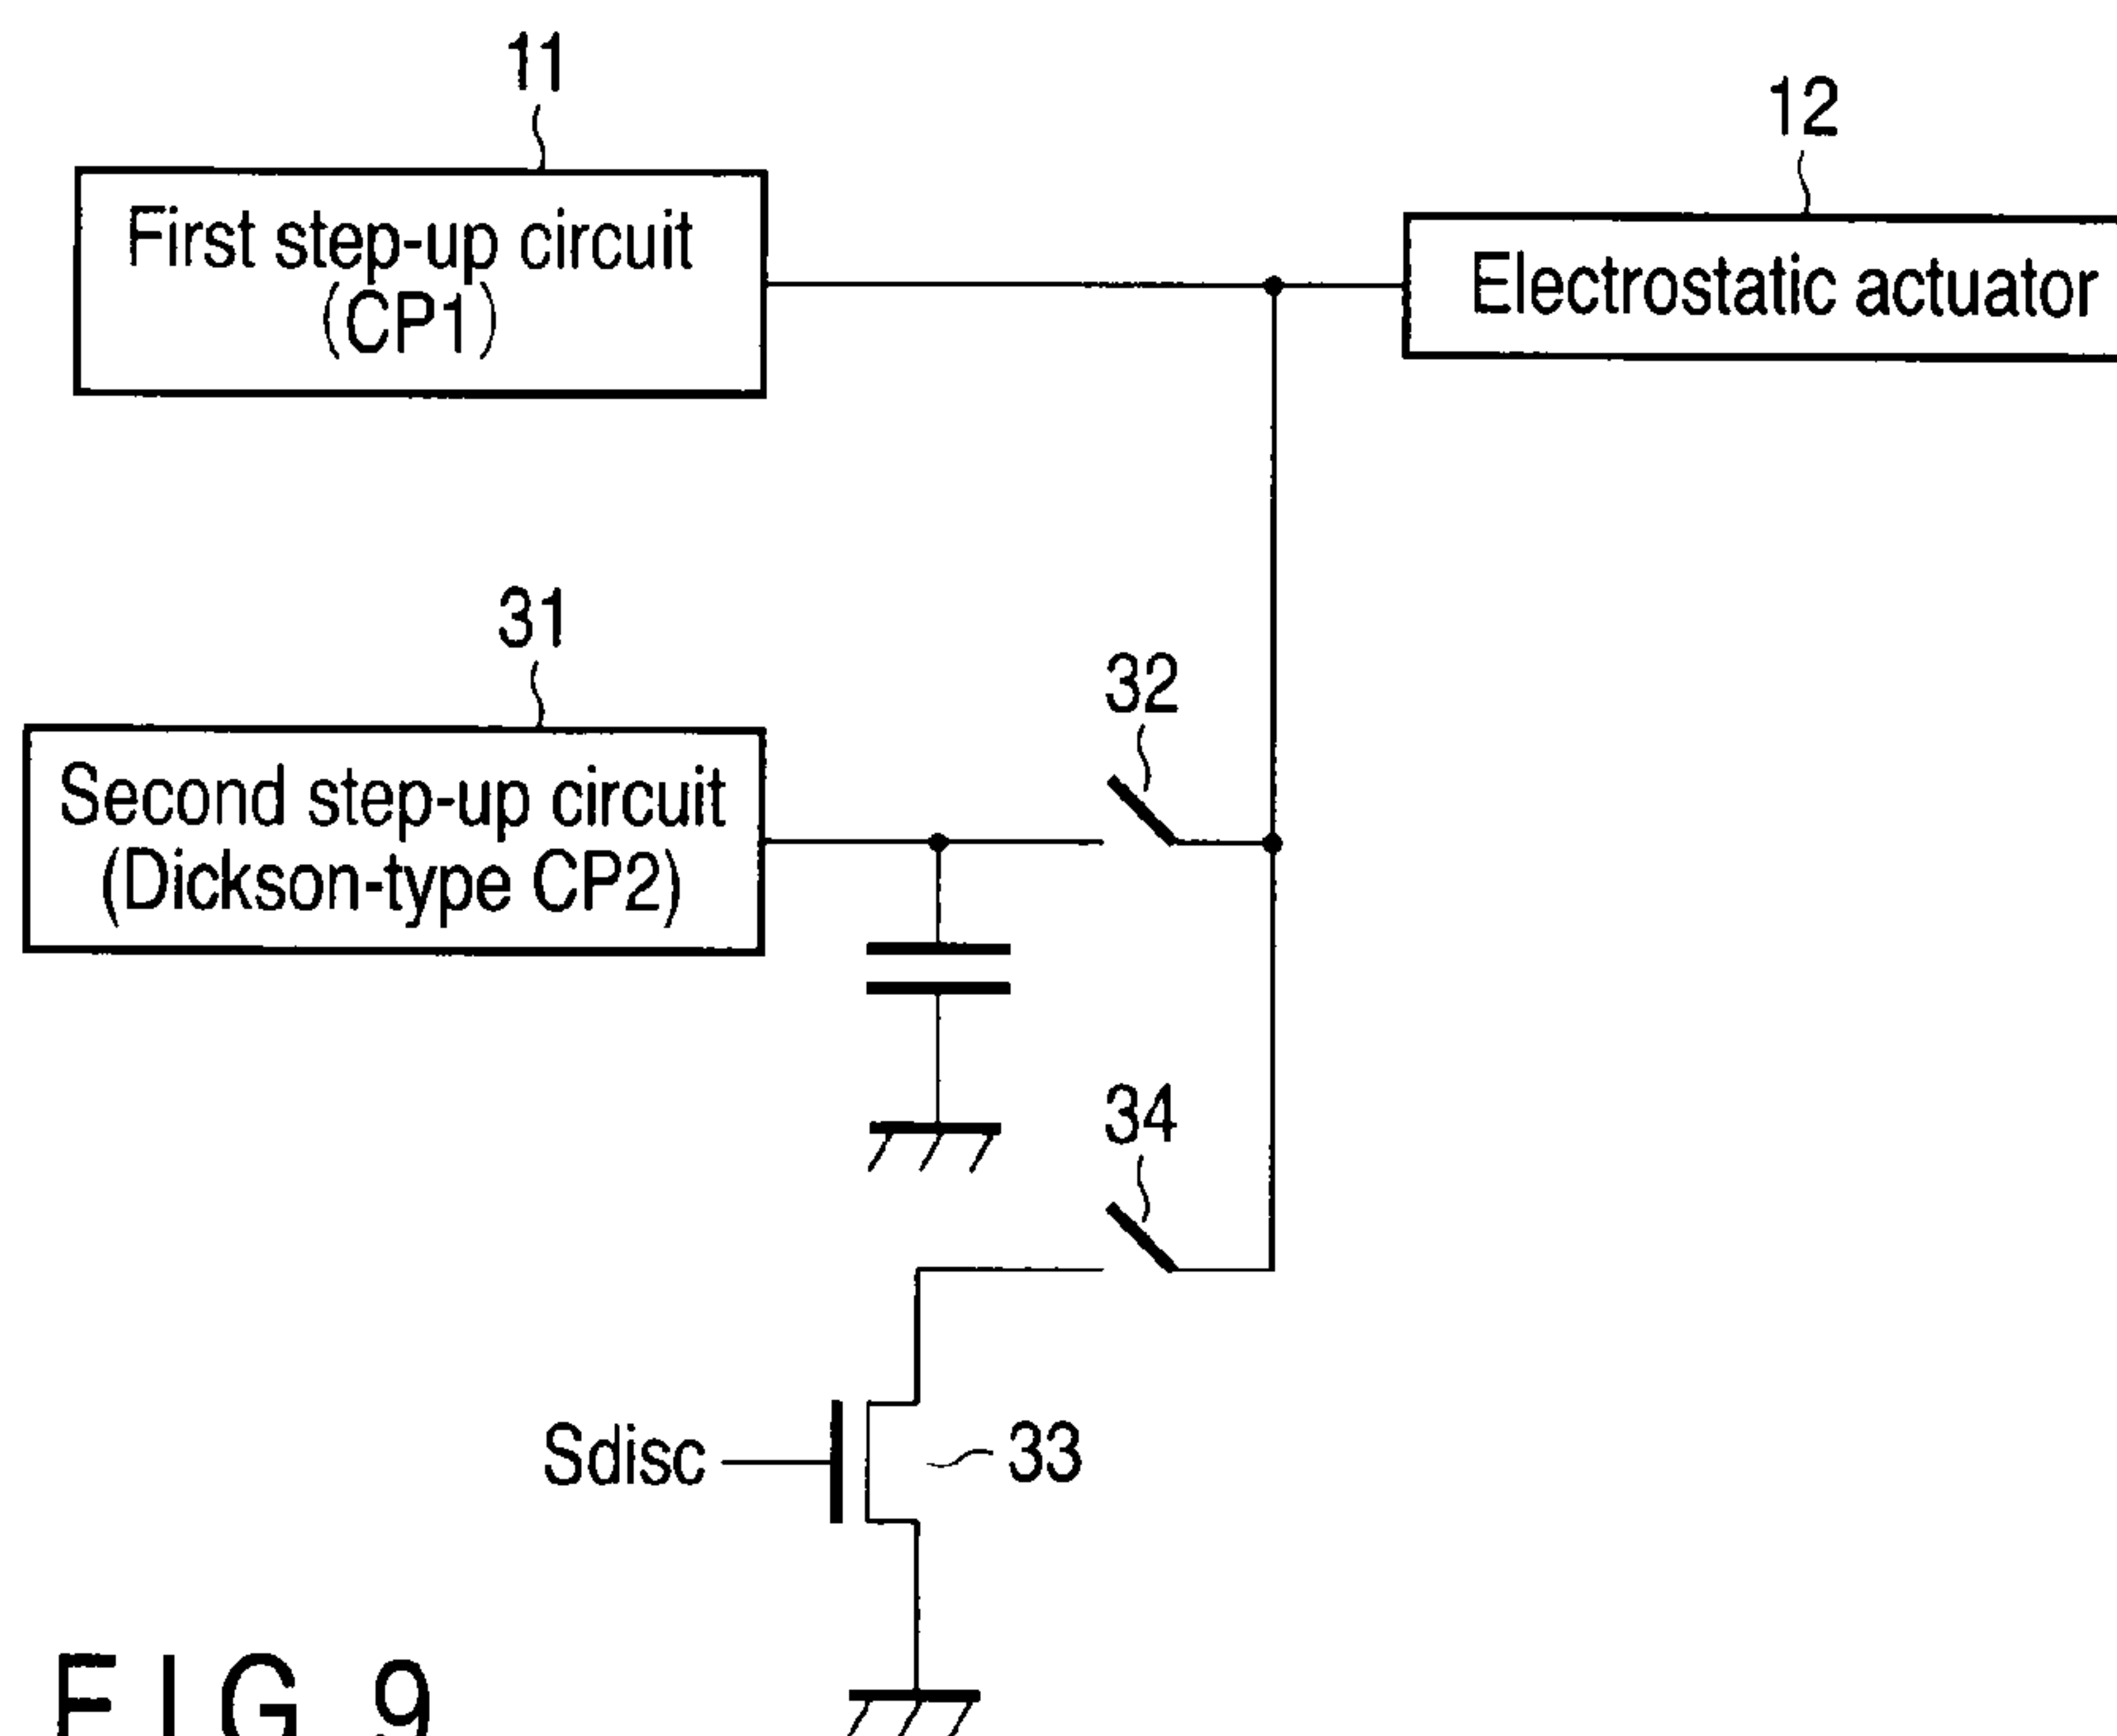 11
12
First step-up circuit
(CP1)
Electrostatic actuator
31
32
Second step-up circuit
(Dickson-type CP2)
34
Sdisc
33
FIG. 9